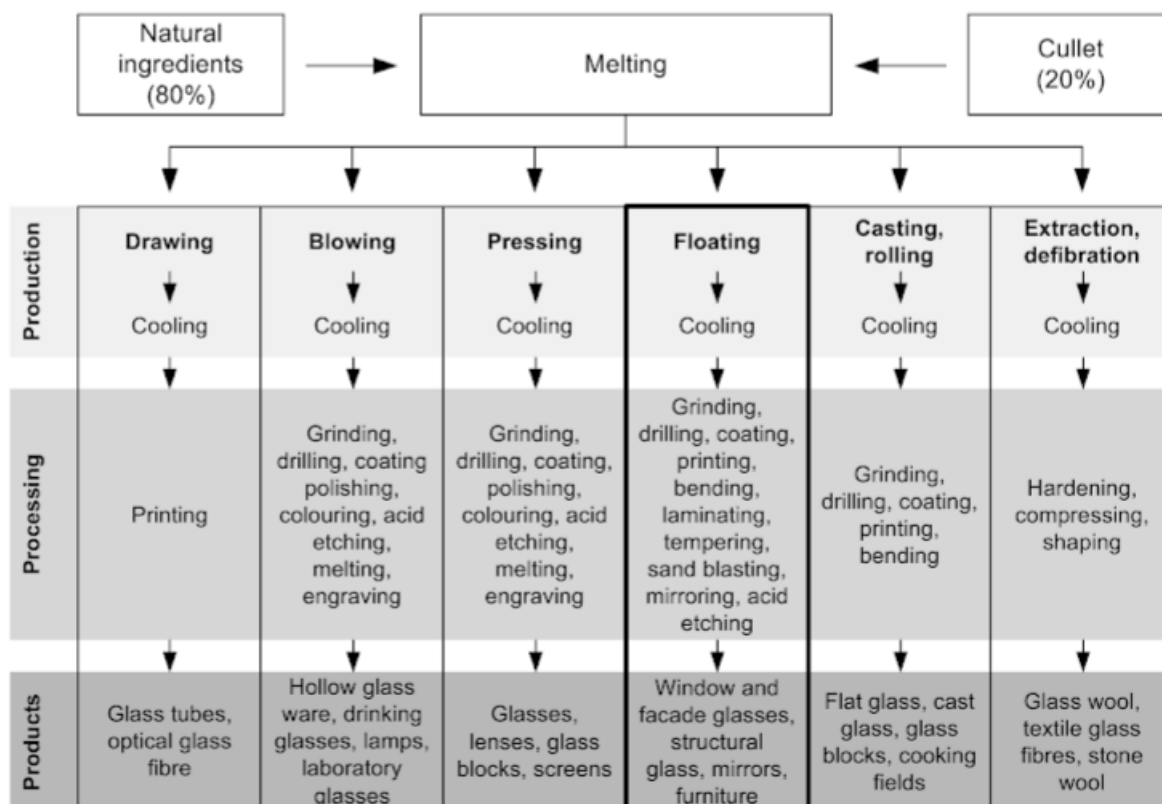 Natural
ingredients
(80%)
Melting
Cullet
(20%)
Production
Drawing
Cooling
Blowing
Cooling
Pressing
Cooling
Floating
Cooling
Casting,
rolling
Cooling
Extraction,
defibration
Cooling
Processing
Printing
Grinding,
drilling, coating
polishing,
colouring, acid
etching,
melting,
engraving
Grinding,
drilling, coating,
polishing,
colouring, acid
etching,
melting,
engraving
Grinding,
drilling, coating,
printing,
bending,
laminating,
tempering,
sand blasting,
mirroring, acid
etching
Grinding,
drilling, coating,
printing,
bending
Hardening,
compressing,
shaping
Products
Glass tubes,
optical glass
fibre
Hollow glass
ware, drinking
glasses, lamps,
laboratory
glasses
Glasses,
lenses, glass
blocks, screens
Window and
facade glasses,
structural
glass, mirrors,
furniture
Flat glass, cast
glass, glass
blocks, cooking
fields
Glass wool,
textile glass
fibres, stone
wool